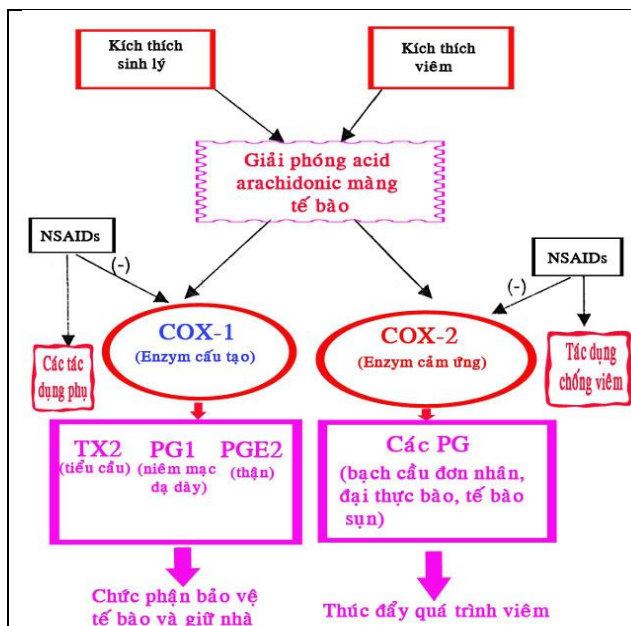 Kích thích
sinh lý
Kích thích
viêm
Giải phóng acid
arachidonic màng
tế bào
NSAIDs
(-)
NSAIDs
(-)
COX-1
(Enzym cấu tạo)
COX-2
(Enzym cảm ứng)
Các tác
dụng phụ
Tác dụng
chống viêm
TX2 PG1 PGE2
(tiểu cầu) (niêm mạc dạ dày) (thận)
Các PG
(bạch cầu đơn nhân,
đại thực bào, tế bào
sụn)
Chức phận bảo vệ
tế bào và giữ nhà
Thúc đẩy quá trình viêm